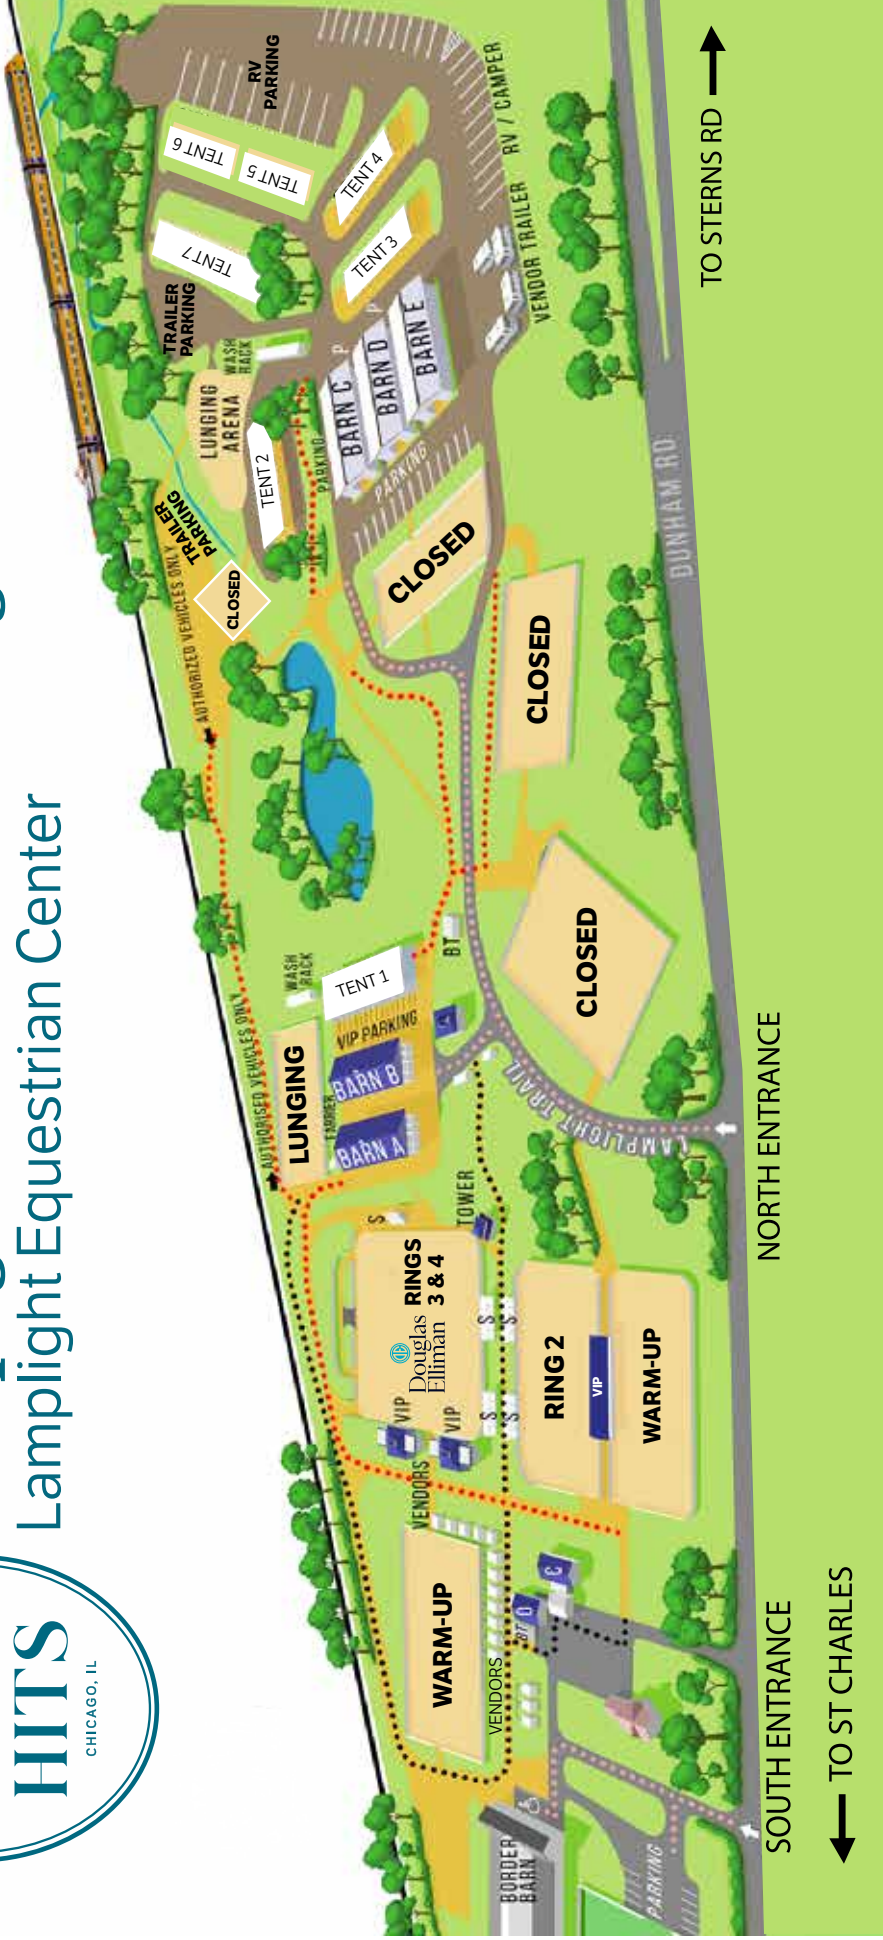 Lamplight Equestrian Center
HITS
CHICAGO, IL
RV
PARKING
TENT 6
TENT 5
TENT 4
TENT 7
TENT 3
RV / CAMPER
VENDOR TRAILER
TRAILER
PARKING
WASH
RACK
LUNGING
ARENA
TENT 2
PARKING
P
P
BARN C
BARN D
BARN E
PARKING
TRAILER
PARKING
CLOSED
AUTHORIZED VEHICLES ONLY
CLOSED
CLOSED
CLOSED
TO STERNS RD
DUNHAM RD
WASH
RACK
TENT 1
BT
VIP PARKING
A
AUTHORISED VEHICLES ONLY
LUNGING
FARRIER
BARN B
BARN A
LAMPLIGHT TRAIL
NORTH ENTRANCE
TOWER
S
RINGS
3 & 4
Douglas
Elliman
S
S
S
S
VIP
VIP
RING 2
VIP
WARM-UP
VENDORS
WARM-UP
VENDORS
C
D
BT
BORDER
BARN
PARKING
SOUTH ENTRANCE
TO ST CHARLES